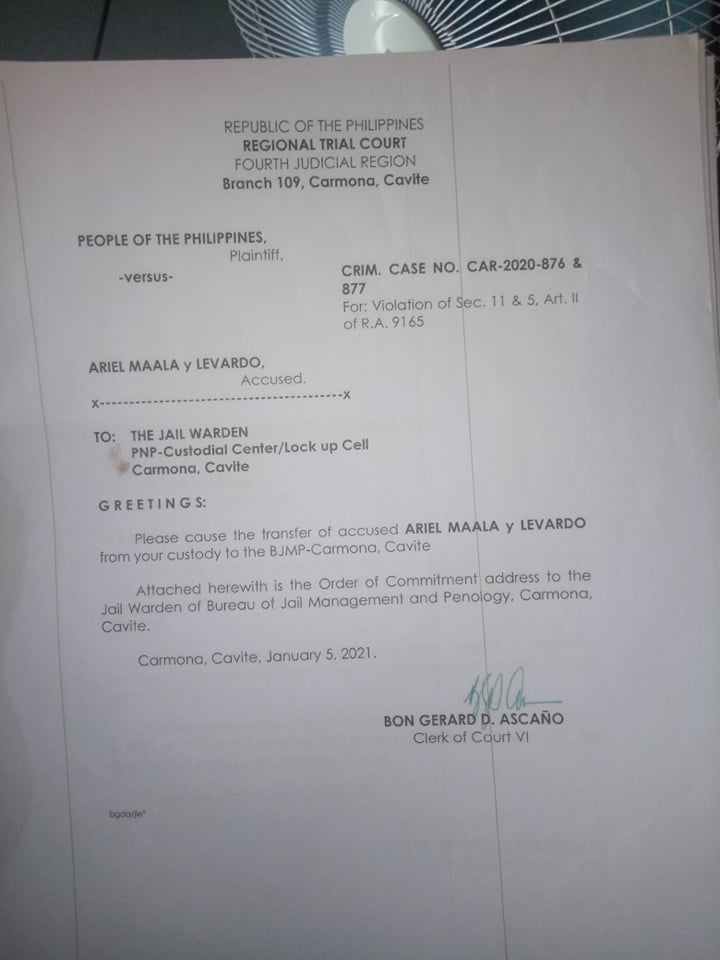 REPUBLIC OF THE PHILIPPINES
REGIONAL TRIAL COURT
FOURTH JUDICIAL REGION
Branch 109, Carmona, Cavite
PEOPLE OF THE PHILIPPINES,
Plaintiff,
-versus-
CRIM. CASE NO. CAR-2020-876 &
877
For: Violation of Sec. 11 & 5, Art. II
of R.A. 9165
ARIEL MAALA y LEVARDO,
Accused.
x-------------------------------------x
TO: THE JAIL WARDEN
PNP-Custodial Center/Lock up Cell
Carmona, Cavite
G R E E T I N G S:
Please cause the transfer of accused ARIEL MAALA y LEVARDO
from your custody to the BJMP-Carmona, Cavite
Attached herewith is the Order of Commitment address to the
Jail Warden of Bureau of Jail Management and Penology, Carmona,
Cavite.
Carmona, Cavite, January 5, 2021.
BON GERARD D. ASCAÑO
Clerk of Court VI
bgda/jle*